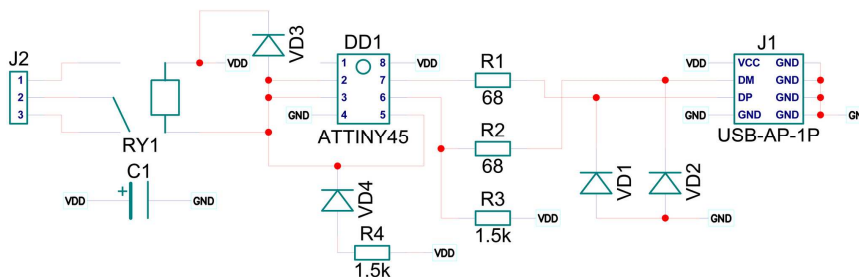 VD3
DD1
J1
J2
R1
VDD
1
8
VDD
VDD
VCC
GND
1
2
7
DM
GND
2
3
6
68
DP
GND
3
GND
4
5
GND
GND
GND
GND
RY1
ATTINY45
R2
USB-AP-1P
C1
68
+
VD4
VD1
VD2
VDD
GND
R3
VDD
GND
R4
VDD
1.5k
1.5k